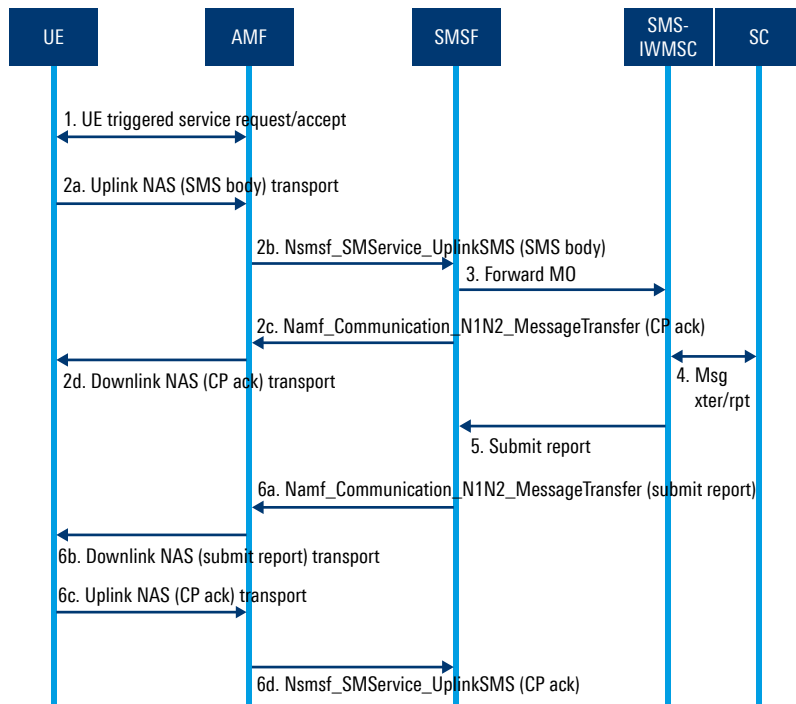 UE
AMF
SMSF
SMS-
IWMSC
SC
1. UE triggered service request/accept
2a. Uplink NAS (SMS body) transport
2b. Nsmsf_SMService_UplinkSMS (SMS body)
3. Forward MO
2c. Namf_Communication_N1N2_MessageTransfer (CP ack)
2d. Downlink NAS (CP ack) transport
4. Msg
xter/rpt
5. Submit report
6a. Namf_Communication_N1N2_MessageTransfer (submit report)
6b. Downlink NAS (submit report) transport
6c. Uplink NAS (CP ack) transport
6d. Nsmsf_SMService_UplinkSMS (CP ack)